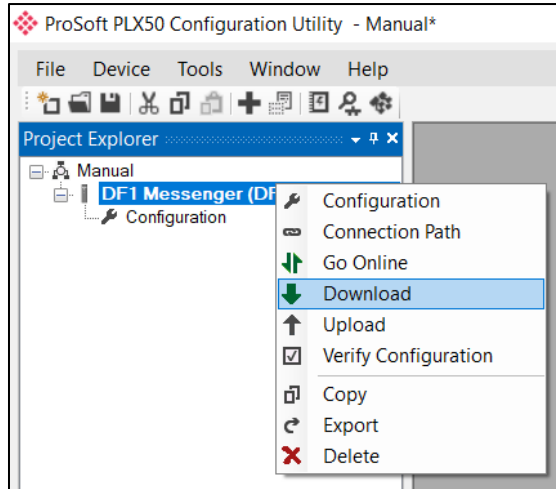 ProSoft PLX50 Configuration Utility - Manual*
File Device Tools Window Help
Project Explorer
Manual
DF1 Messenger (DF
Configuration
Configuration
Connection Path
Go Online
Download
Upload
Verify Configuration
Copy
Export
Delete